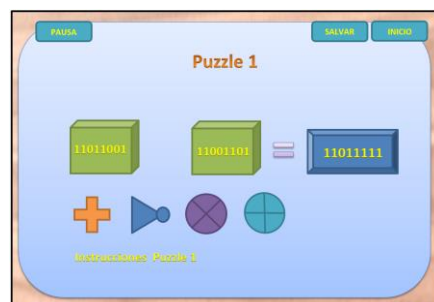 PAUSA
SALVAR
INICIO
Puzzle 1
11011001
11001101
=
11011111
Instrucciones Puzzle 1